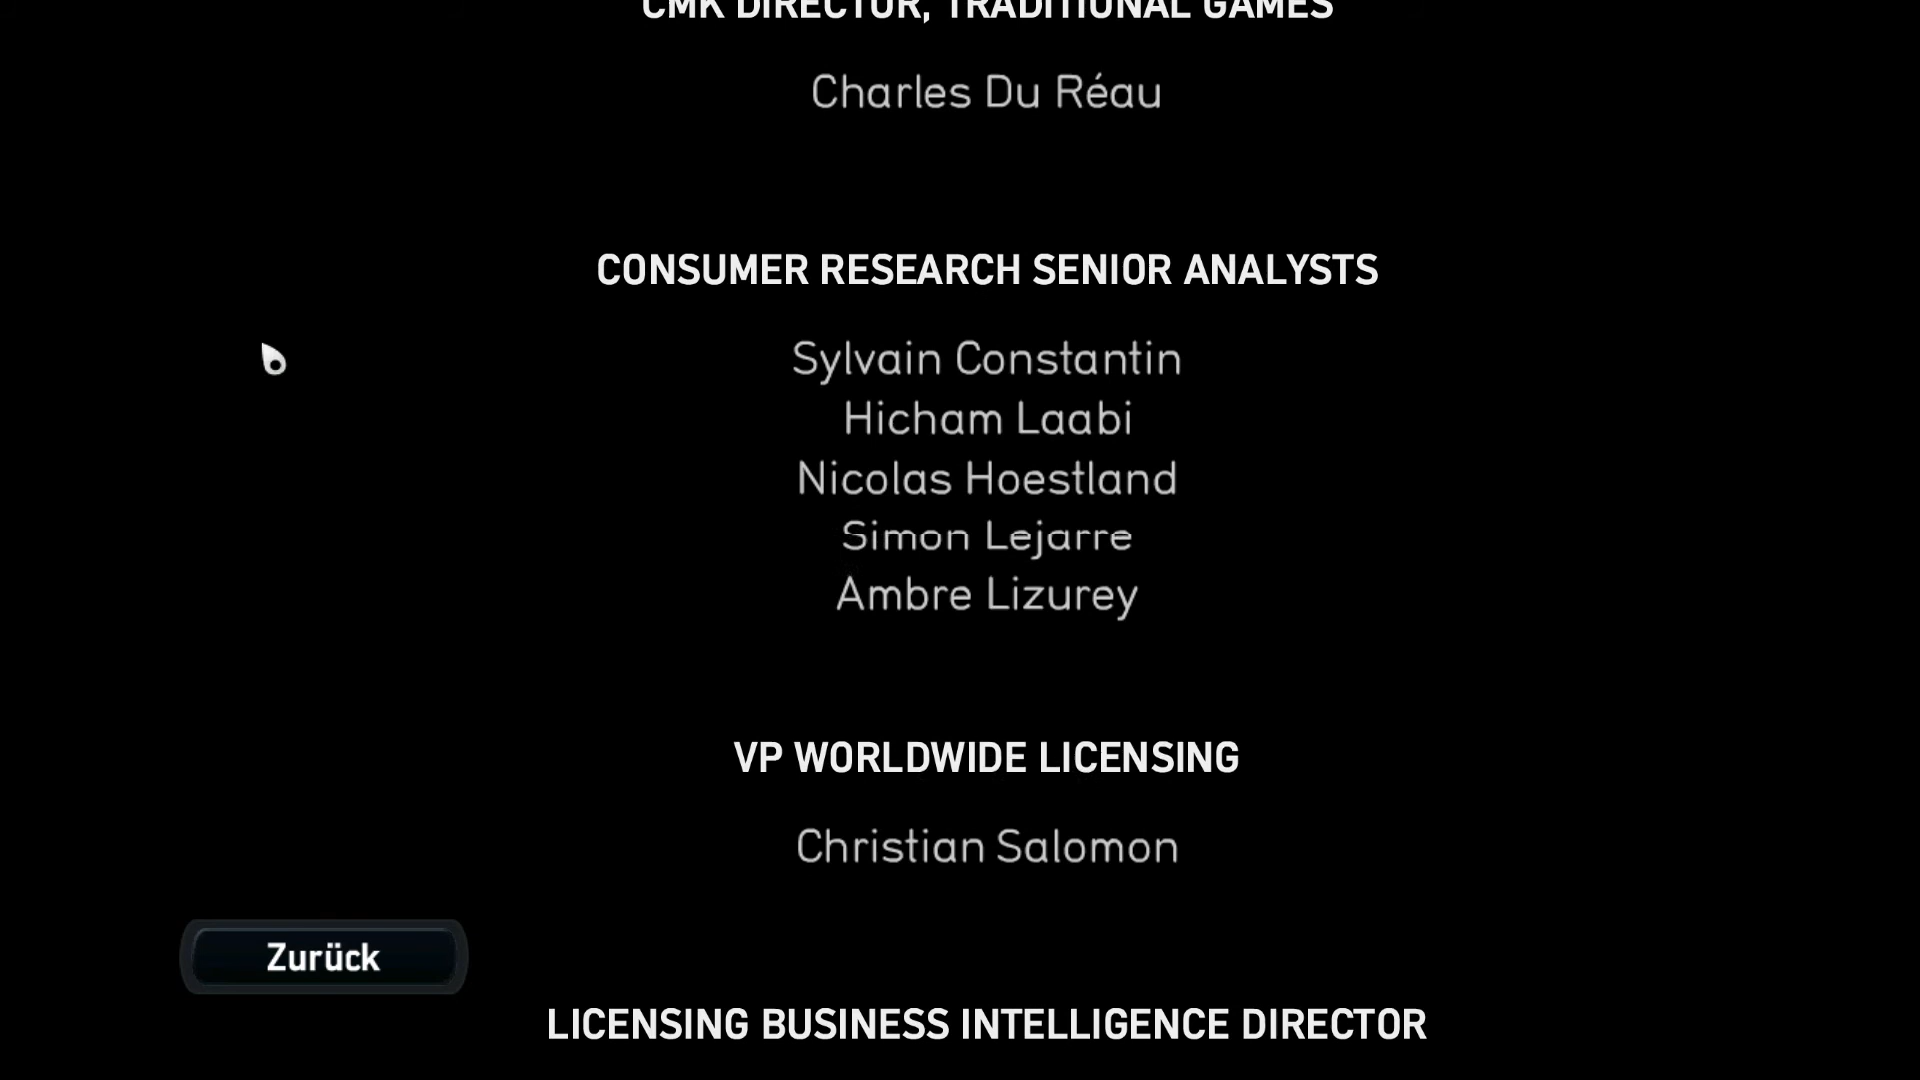 CMK DIRECTOR, TRADITIONAL GAMES
Charles Du Réau
CONSUMER RESEARCH SENIOR ANALYSTS
Sylvain Constantin
Hicham Laabi
Nicolas Hoestland
Simon Lejarre
Ambre Lizurey
VP WORLDWIDE LICENSING
Christian Salomon
Zurück
LICENSING BUSINESS INTELLIGENCE DIRECTOR